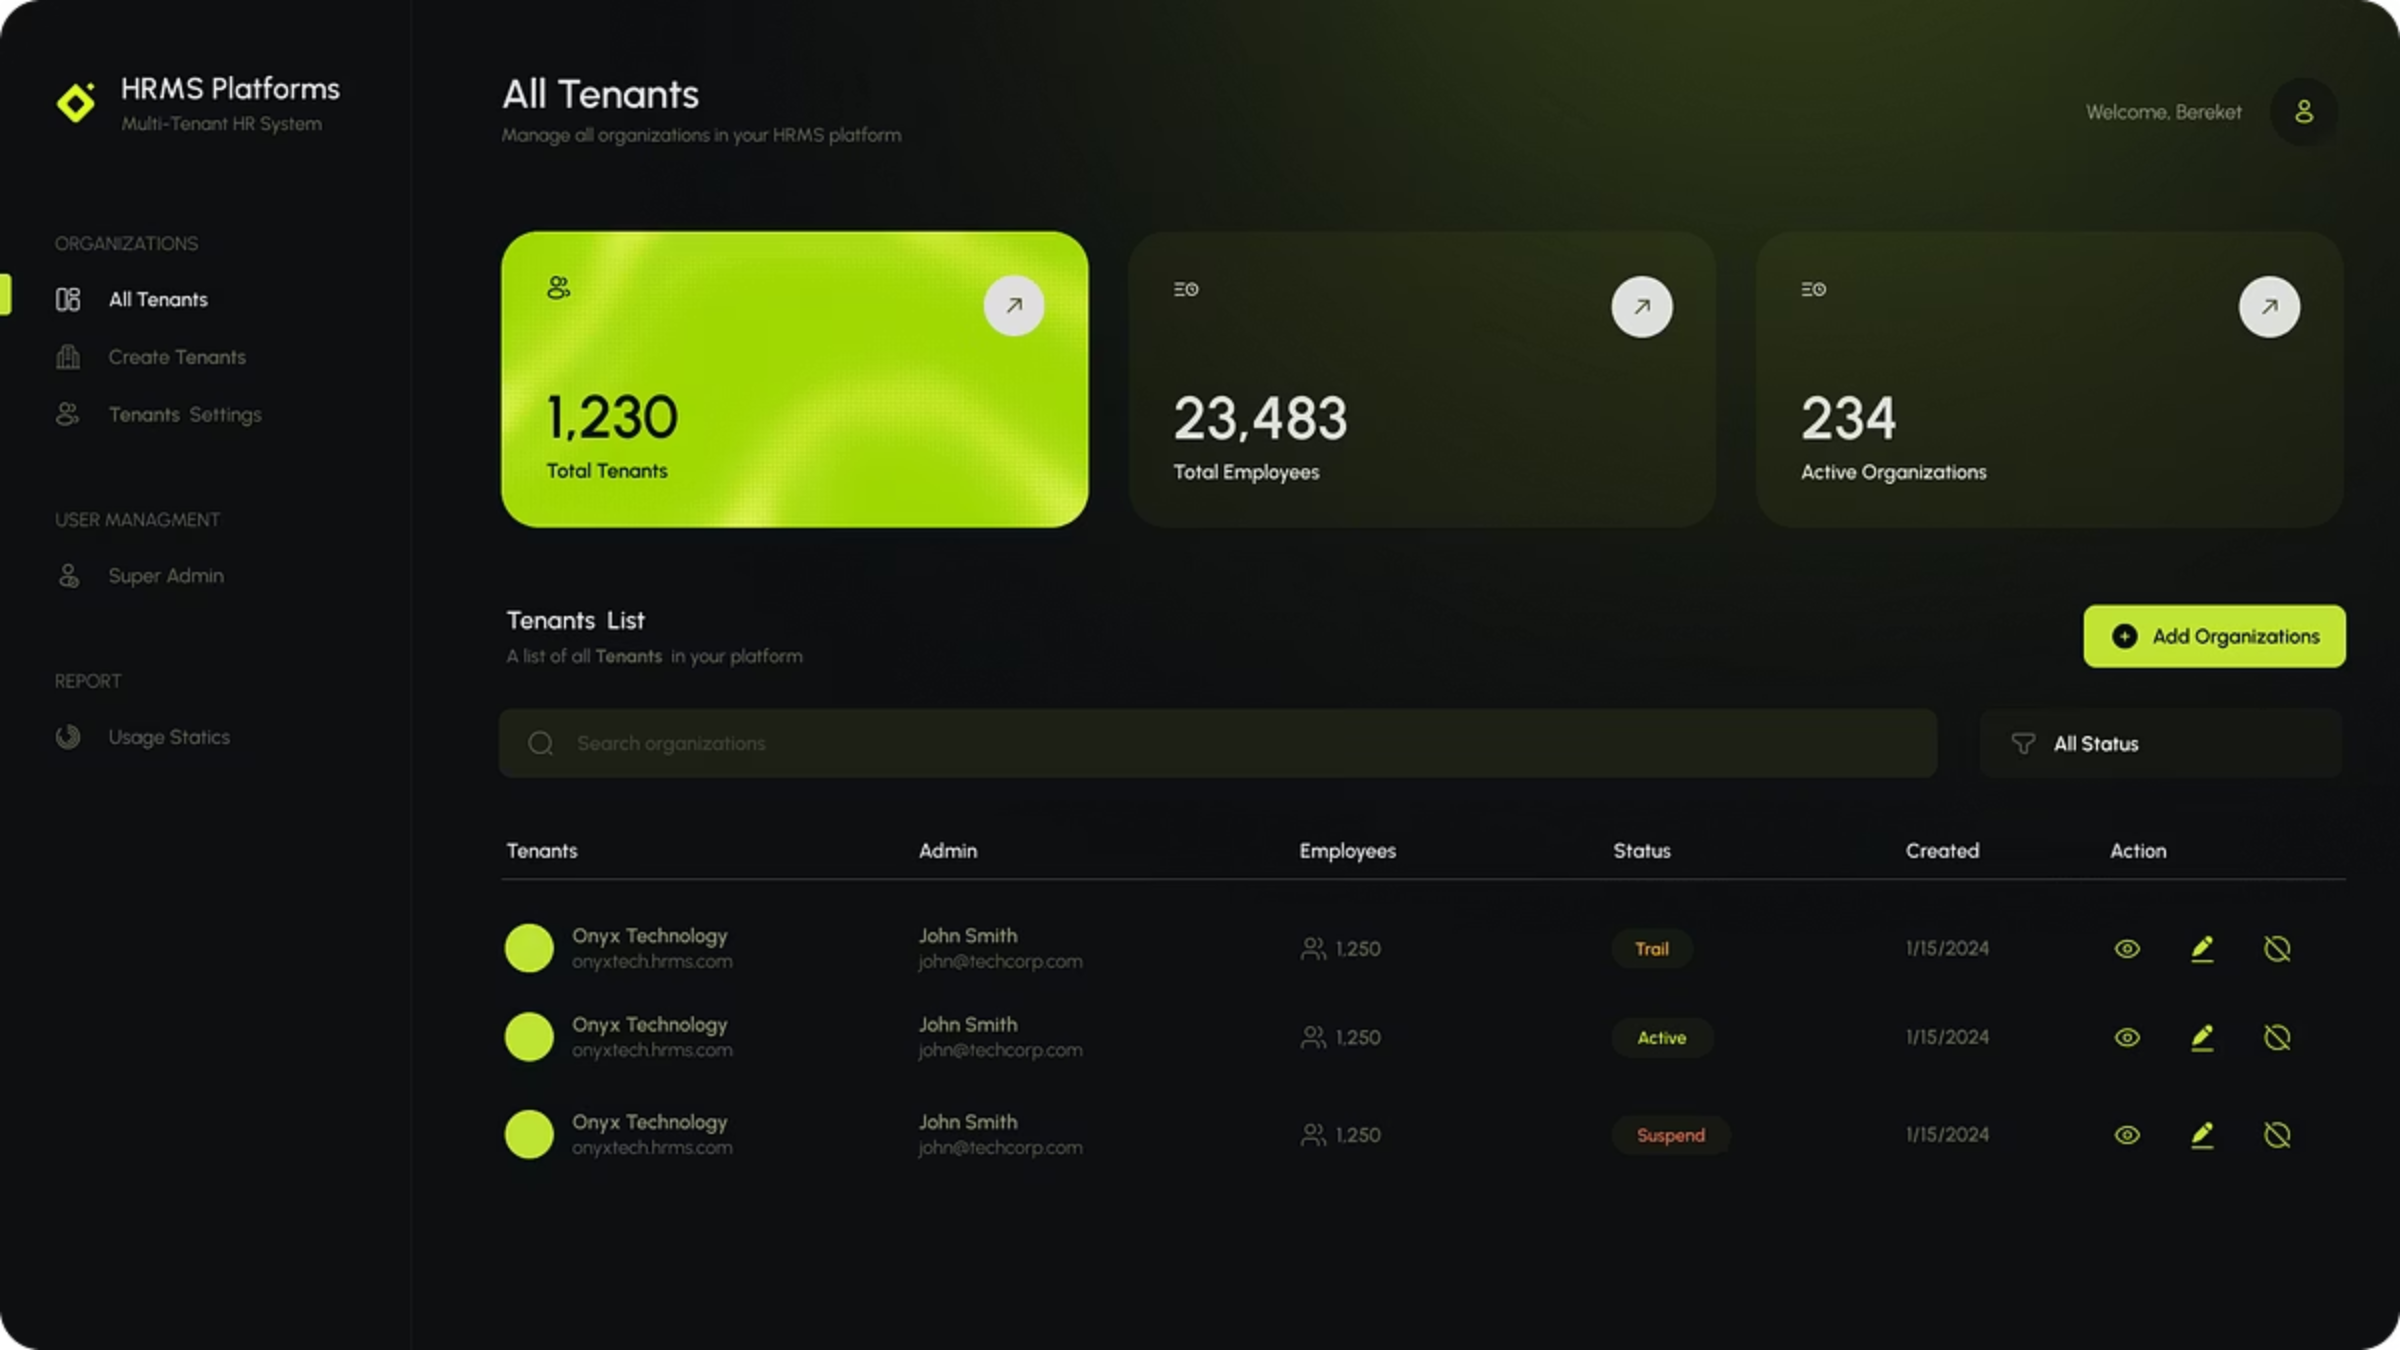 HRMS Platforms
Multi-Tenant HR System
ORGANIZATIONS
All Tenants
Create Tenants
Tenants Settings
USER MANAGMENT
Super Admin
REPORT
Usage Statics
All Tenants
Manage all organizations in your HRMS platform
Welcome, Bereket
1,230
Total Tenants
23,483
Total Employees
234
Active Organizations
Tenants List
A list of all Tenants in your platform
Add Organizations
Search organizations
All Status
Tenants Admin Employees Status Created Action
Onyx Technology
onyxtech.hrms.com
John Smith
john@techcorp.com
1,250
Trail
1/15/2024
Onyx Technology
onyxtech.hrms.com
John Smith
john@techcorp.com
1,250
Active
1/15/2024
Onyx Technology
onyxtech.hrms.com
John Smith
john@techcorp.com
1,250
Suspend
1/15/2024